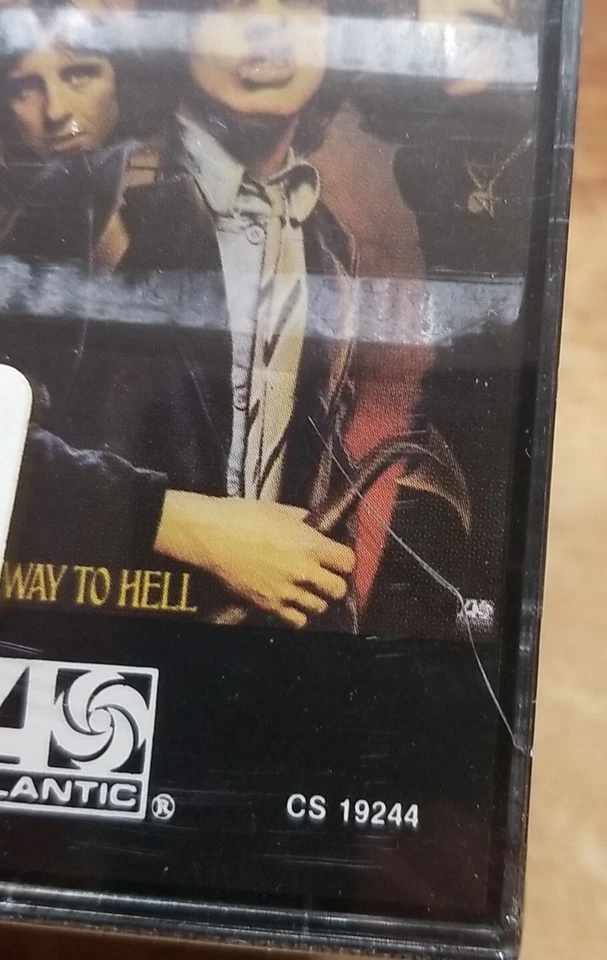 WAY TO HELL
LANTIC ®
CS 19244